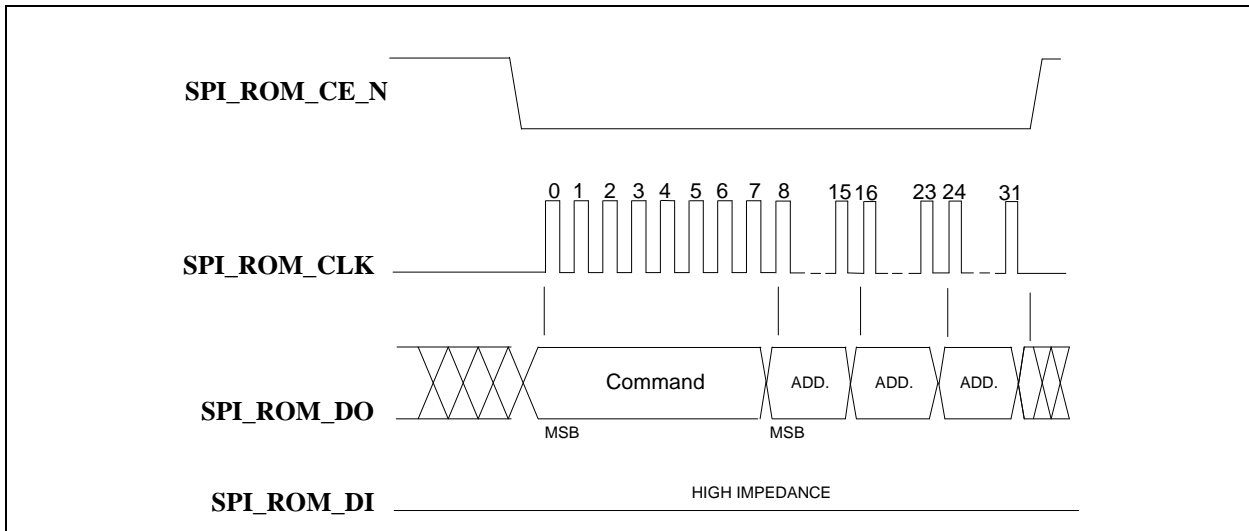 SPI_ROM_CE_N
0 1 2 3 4 5 6 7 8 15 16 23 24 31
SPI_ROM_CLK
Command ADD. ADD. ADD.
SPI_ROM_DO
MSB MSB
HIGH IMPEDANCE
SPI_ROM_DI